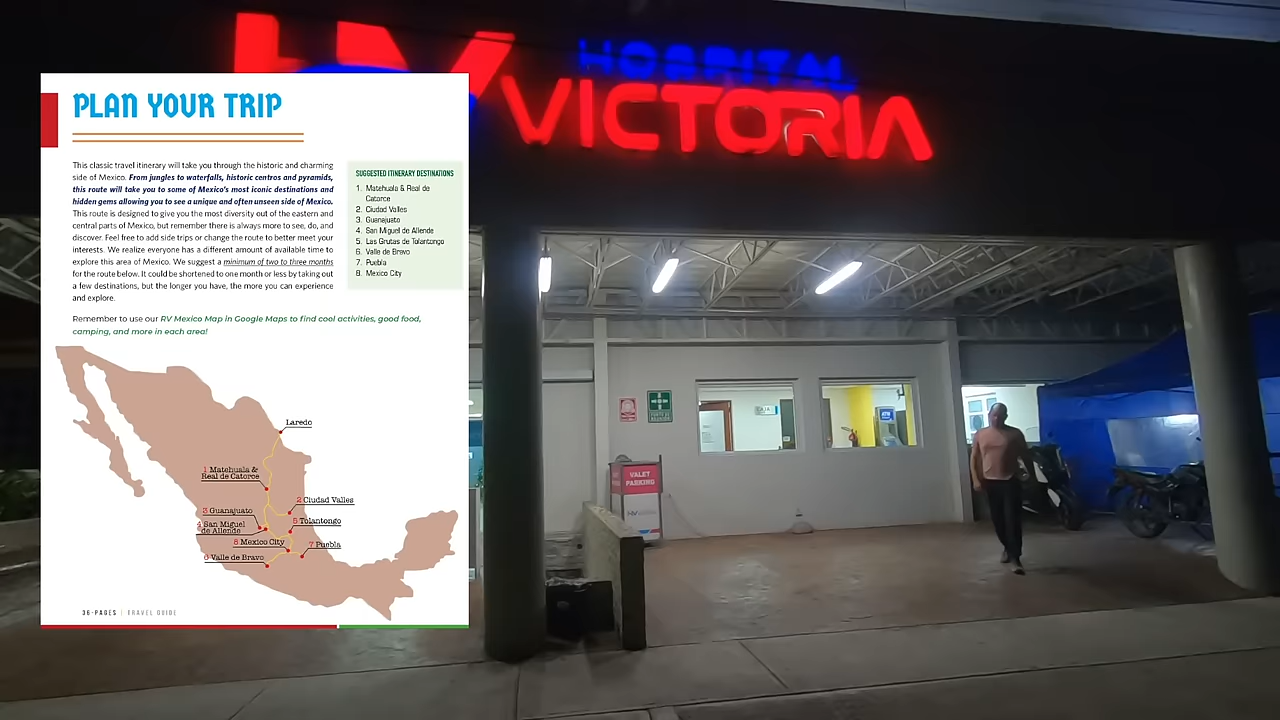 HV HOSPITAL
VICTORIA
PLAN YOUR TRIP
This classic travel itinerary will take you through the historic and charming
side of Mexico. From jungles to waterfalls, historic centros and pyramids,
this route will take you to some of Mexico's most iconic destinations and
hidden gems allowing you to see a unique and often unseen side of Mexico.
This route is designed to give you the most diversity out of the eastern and
central parts of Mexico, but remember there is always more to see, do, and
discover. Feel free to add side trips or change the route to better meet your
interests. We realize everyone has a different amount of available time to
explore this area of Mexico. We suggest a minimum of two to three months
for the route below. It could be shortened to one month or less by taking out
a few destinations, but the longer you have, the more you can experience
and explore.
SUGGESTED ITINERARY DESTINATIONS
1. Matehuala & Real de
Catorce
2. Ciudad Valles
3. Guanajuato
4. San Miguel de Allende
5. Las Grutas de Tolantongo
6. Valle de Bravo
7. Puebla
8. Mexico City
Remember to use our RV Mexico Map in Google Maps to find cool activities, good food,
camping, and more in each area!
Laredo
1 Matehuala &
Real de Catorce
2 Ciudad Valles
3 Guanajuato
4 San Miguel
de Allende
5 Tolantongo
8 Mexico City
7 Puebla
6 Valle de Bravo
36-PAGES | TRAVEL GUIDE
CAJA
VALET
PARKING
HV